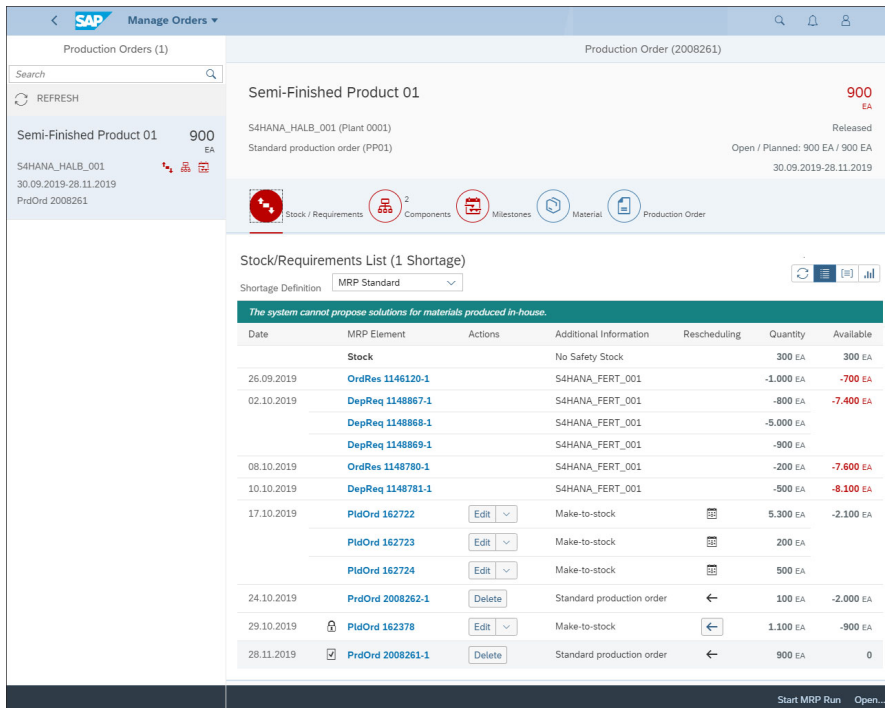 SAP Manage Orders
Production Orders (1)
Production Order (2008261)
Search
REFRESH
Semi-Finished Product 01 900
EA
S4HANA_HALB_001
30.09.2019-28.11.2019
PrdOrd 2008261
Semi-Finished Product 01 900
EA
S4HANA_HALB_001 (Plant 0001) Released
Standard production order (PP01) Open / Planned: 900 EA / 900 EA
30.09.2019-28.11.2019
Stock / Requirements 2 Components Milestones Material Production Order
Stock/Requirements List (1 Shortage)
Shortage Definition MRP Standard
The system cannot propose solutions for materials produced in-house.
Date MRP Element Actions Additional Information Rescheduling Quantity Available
Stock No Safety Stock 300 EA 300 EA
26.09.2019 OrdRes 1146120-1 S4HANA_FERT_001 -1.000 EA -700 EA
02.10.2019 DepReq 1148867-1 S4HANA_FERT_001 -800 EA -7.400 EA
DepReq 1148868-1 S4HANA_FERT_001 -5.000 EA
DepReq 1148869-1 S4HANA_FERT_001 -900 EA
08.10.2019 OrdRes 1148780-1 S4HANA_FERT_001 -200 EA -7.600 EA
10.10.2019 DepReq 1148781-1 S4HANA_FERT_001 -500 EA -8.100 EA
17.10.2019 PldOrd 162722 Edit Make-to-stock 5.300 EA -2.100 EA
PldOrd 162723 Edit Make-to-stock 200 EA
PldOrd 162724 Edit Make-to-stock 500 EA
24.10.2019 PrdOrd 2008262-1 Delete Standard production order 100 EA -2.000 EA
29.10.2019 PldOrd 162378 Edit Make-to-stock 1.100 EA -900 EA
28.11.2019 PrdOrd 2008261-1 Delete Standard production order 900 EA 0
Start MRP Run Open...